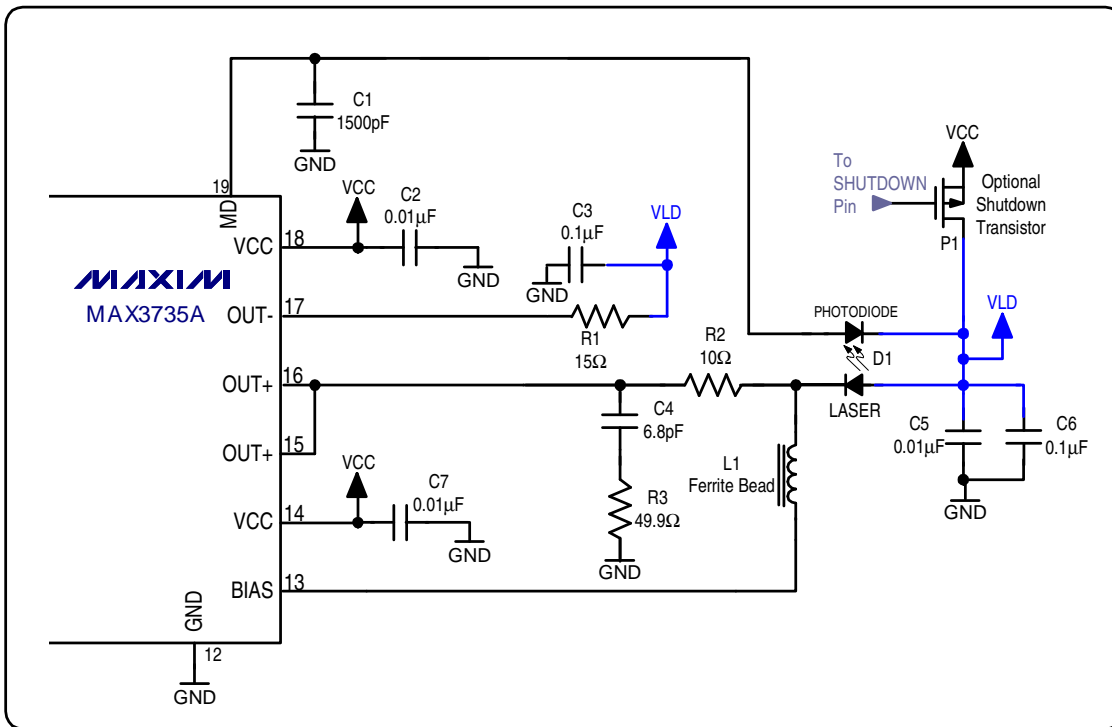 C1
1500pF
GND
VCC
To
SHUTDOWN
Pin
Optional
Shutdown
Transistor
P1
19
MD
VCC
C2
0.01µF
C3
0.1µF
VLD
VCC
18
GND
GND
MAXIM
MAX3735A
OUT-
17
R1
15Ω
PHOTODIODE
VLD
D1
R2
10Ω
OUT+
16
LASER
C4
6.8pF
C5
0.01µF
C6
0.1µF
OUT+
15
L1
Ferrite Bead
VCC
C7
0.01µF
R3
49.9Ω
GND
VCC
14
GND
GND
BIAS
13
GND
12
GND